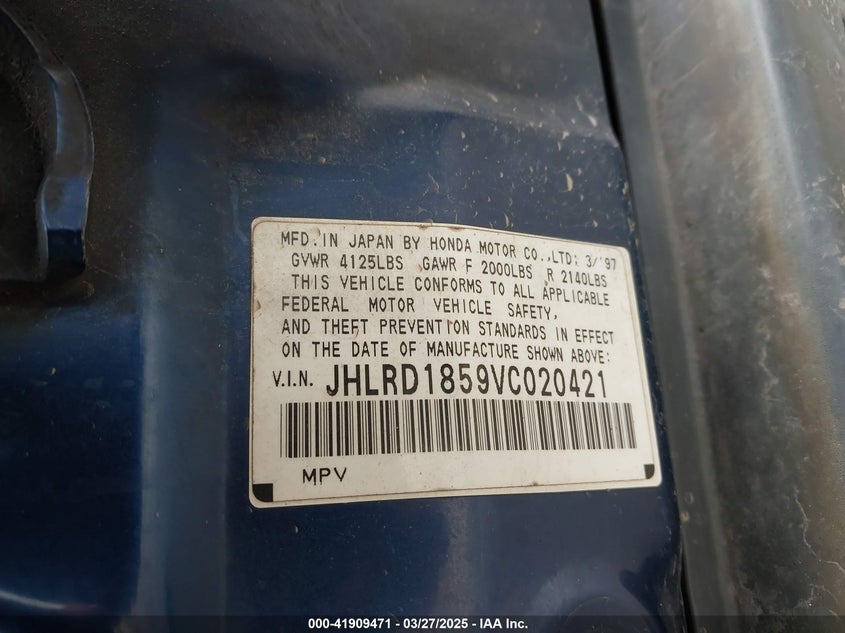 MFD. IN JAPAN BY HONDA MOTOR CO.,LTD: 3/'97
GVWR 4125LBS GAWR F 2000LBS R 2140LBS
THIS VEHICLE CONFORMS TO ALL APPLICABLE
FEDERAL MOTOR VEHICLE SAFETY,
AND THEFT PREVENTION STANDARDS IN EFFECT
ON THE DATE OF MANUFACTURE SHOWN ABOVE:
V.I.N. JHLRD1859VC020421
MPV
000-41909471 - 03/27/2025 - IAA Inc.